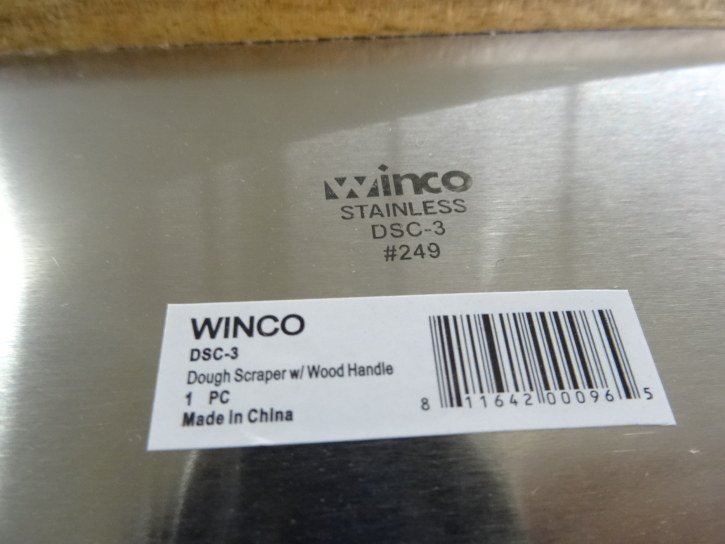 Winco
STAINLESS
DSC-3
#249
WINCO
DSC-3
Dough Scraper w/ Wood Handle
1 PC
Made In China
8 11642 00096 5